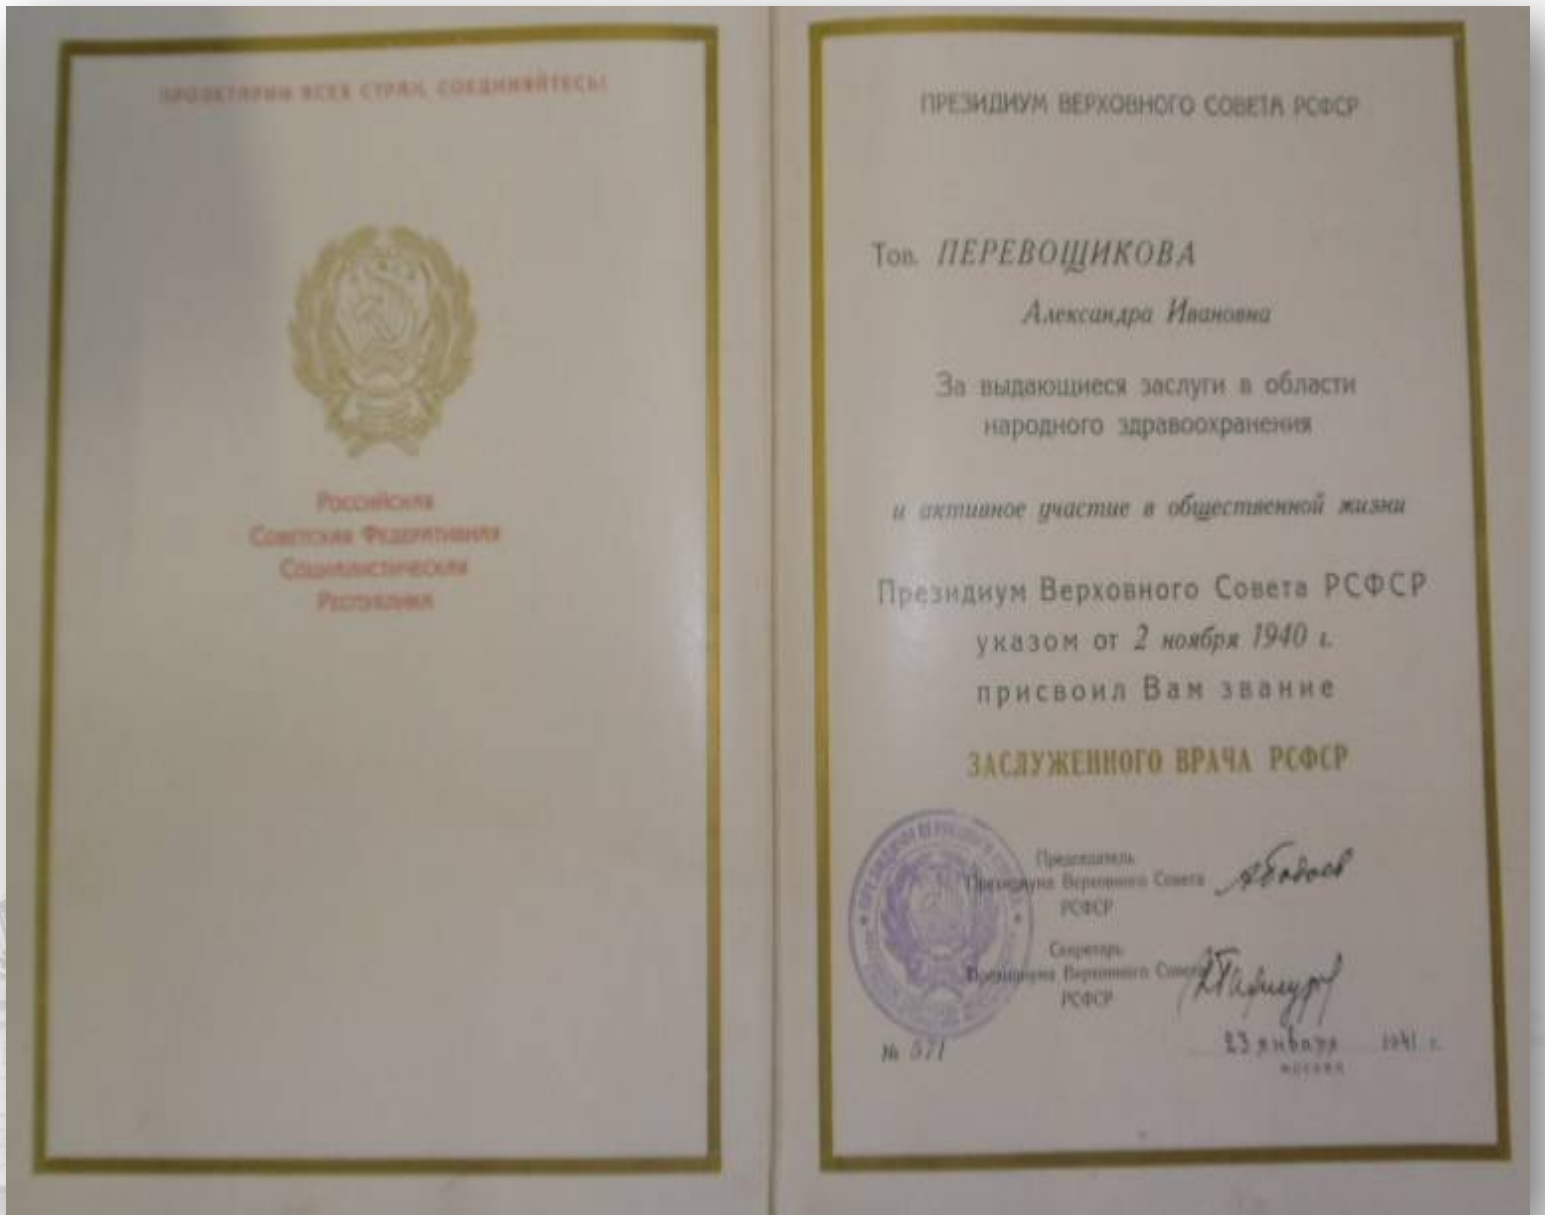 ПРОЛЕТАРИИ ВСЕХ СТРАН, СОЕДИНЯЙТЕСЬ!
Российская
Советская Федеративная
Социалистическая
Республика
ПРЕЗИДИУМ ВЕРХОВНОГО СОВЕТА РСФСР
Тов. ПЕРЕВОЩИКОВА
Александра Ивановна
За выдающиеся заслуги в области
народного здравоохранения
и активное участие в общественной жизни
Президиум Верховного Совета РСФСР
указом от 2 ноября 1940 г.
присвоил Вам звание
ЗАСЛУЖЕННОГО ВРАЧА РСФСР
Председатель
Президиума Верховного Совета
РСФСР
Секретарь
Президиума Верховного Совета
РСФСР
№ 571
23 января 1941 г.
МОСКВА